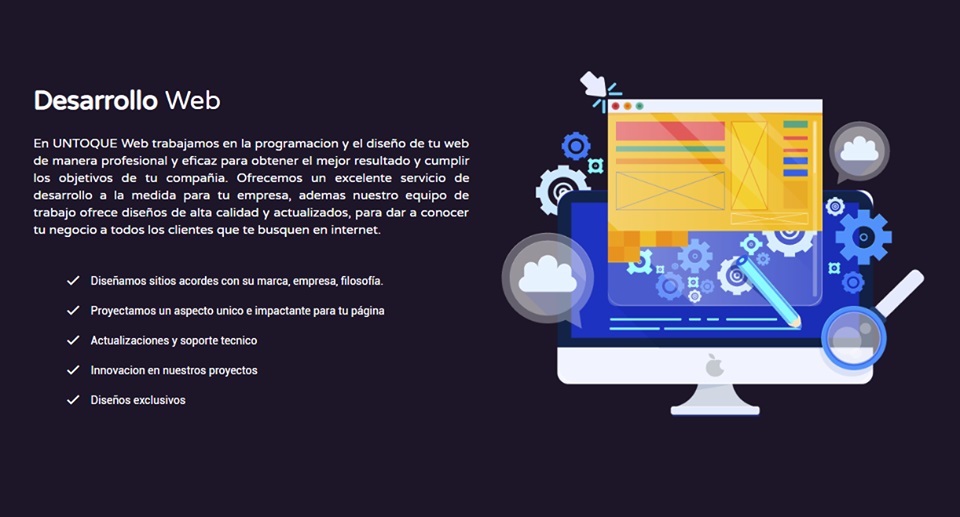 Desarrollo Web
En UNTOQUE Web trabajamos en la programacion y el diseño de tu web
de manera profesional y eficaz para obtener el mejor resultado y cumplir
los objetivos de tu compañia. Ofrecemos un excelente servicio de
desarrollo a la medida para tu empresa, ademas nuestro equipo de
trabajo ofrece diseños de alta calidad y actualizados, para dar a conocer
tu negocio a todos los clientes que te busquen en internet.
Diseñamos sitios acordes con su marca, empresa, filosofía.
Proyectamos un aspecto unico e impactante para tu página
Actualizaciones y soporte tecnico
Innovacion en nuestros proyectos
Diseños exclusivos